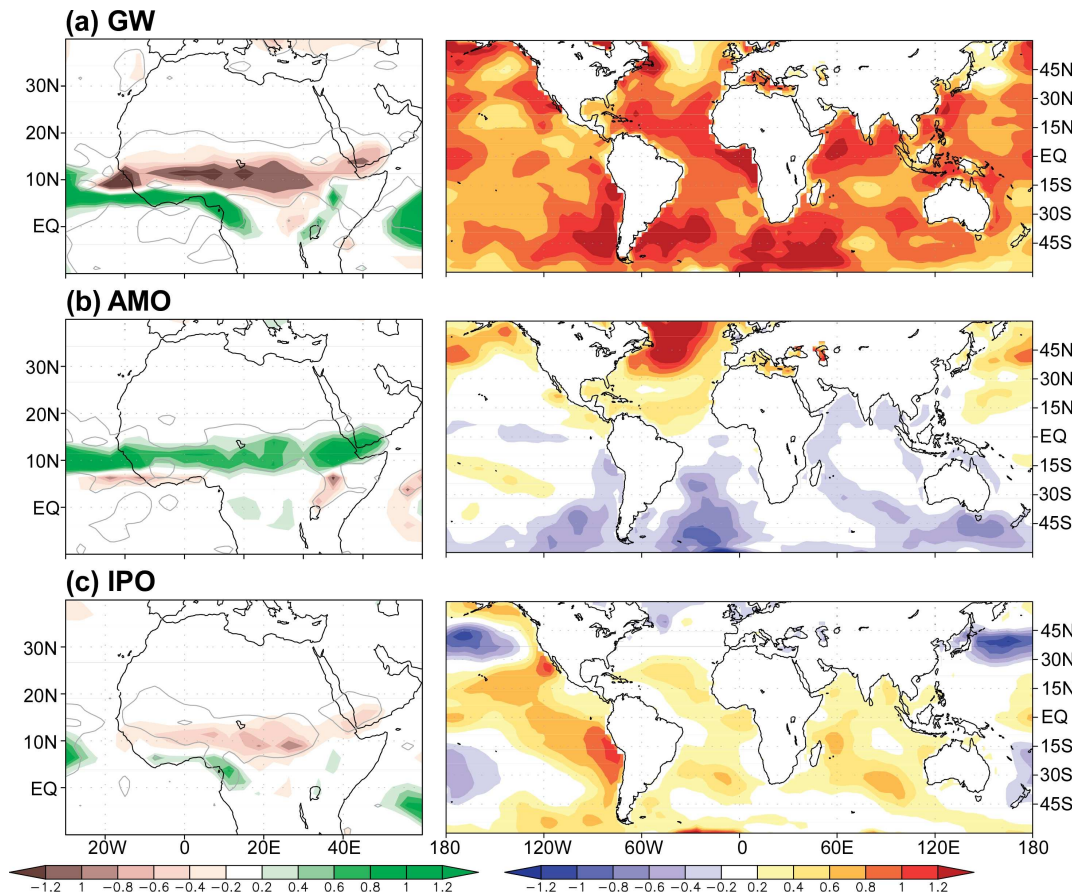 (a) GW
30N
20N
10N
EQ
45N
30N
15N
EQ
15S
30S
45S
(b) AMO
30N
20N
10N
EQ
45N
30N
15N
EQ
15S
30S
45S
(c) IPO
30N
20N
10N
EQ
45N
30N
15N
EQ
15S
30S
45S
20W 0 20E 40E
180 120W 60W 0 60E 120E 180
−1.2 −1 −0.8 −0.6 −0.4 −0.2 0.2 0.4 0.6 0.8 1 1.2
−1.2 −1 −0.8 −0.6 −0.4 −0.2 0.2 0.4 0.6 0.8 1 1.2